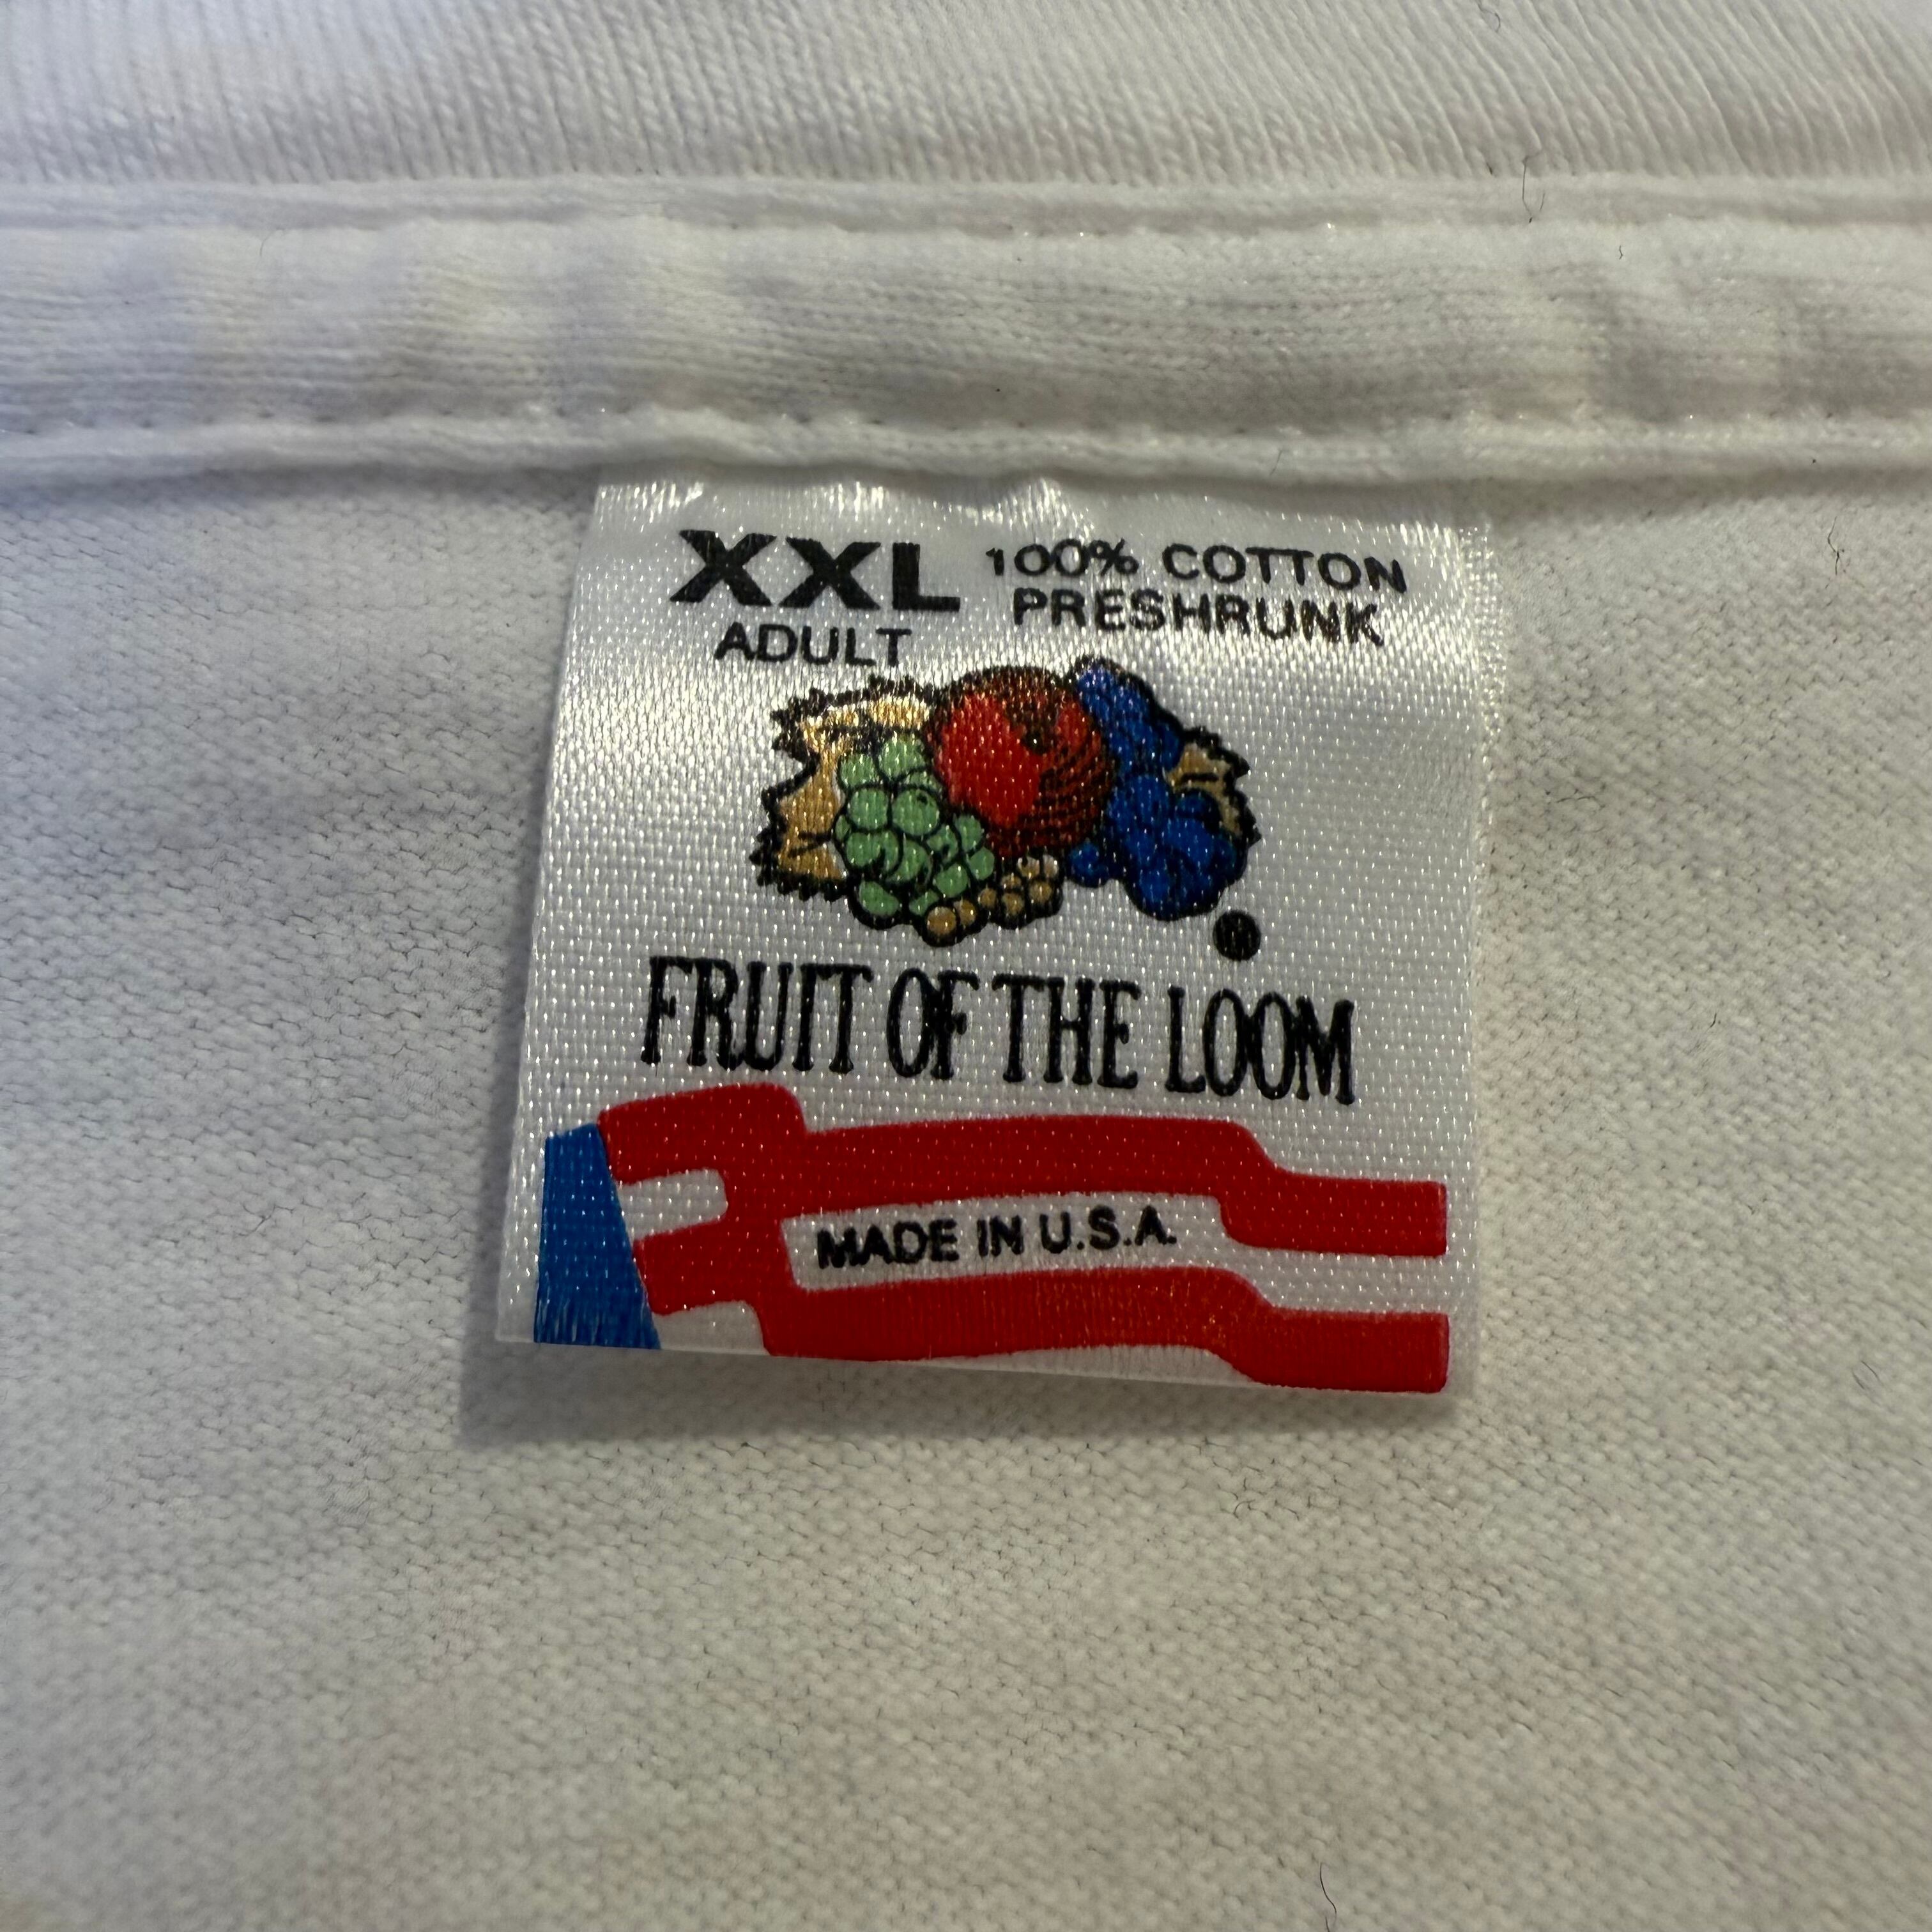 XXL 100% COTTON
ADULT PRESHRUNK
®
FRUIT OF THE LOOM
MADE IN U.S.A.